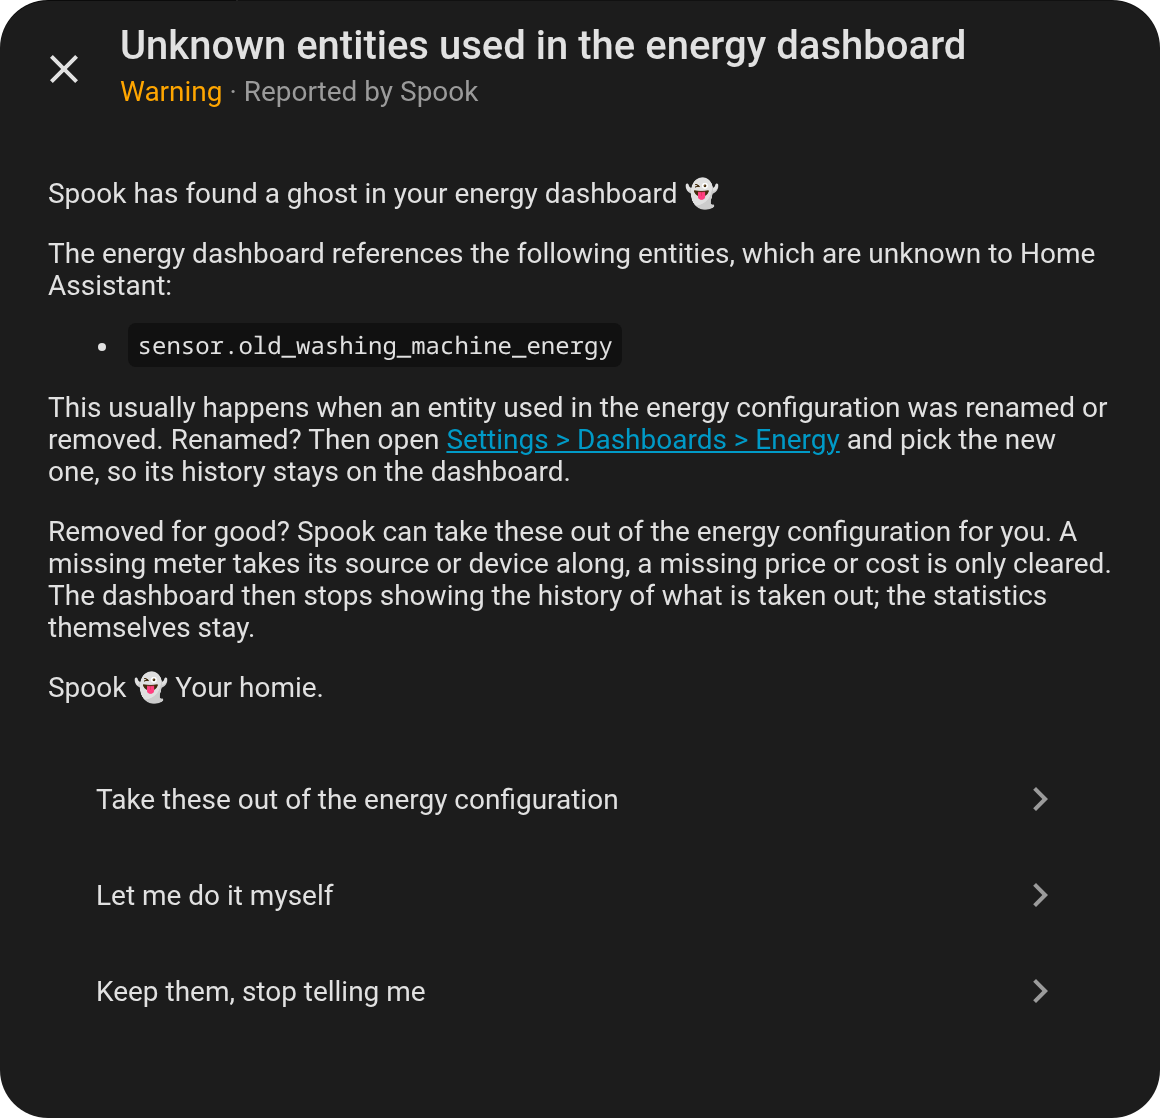 Unknown entities used in the energy dashboard
Warning · Reported by Spook
Spook has found a ghost in your energy dashboard 👻
The energy dashboard references the following entities, which are unknown to Home
Assistant:
• sensor.old_washing_machine_energy
This usually happens when an entity used in the energy configuration was renamed or
removed. Renamed? Then open Settings > Dashboards > Energy and pick the new
one, so its history stays on the dashboard.
Removed for good? Spook can take these out of the energy configuration for you. A
missing meter takes its source or device along, a missing price or cost is only cleared.
The dashboard then stops showing the history of what is taken out; the statistics
themselves stay.
Spook 👻 Your homie.
Take these out of the energy configuration
Let me do it myself
Keep them, stop telling me